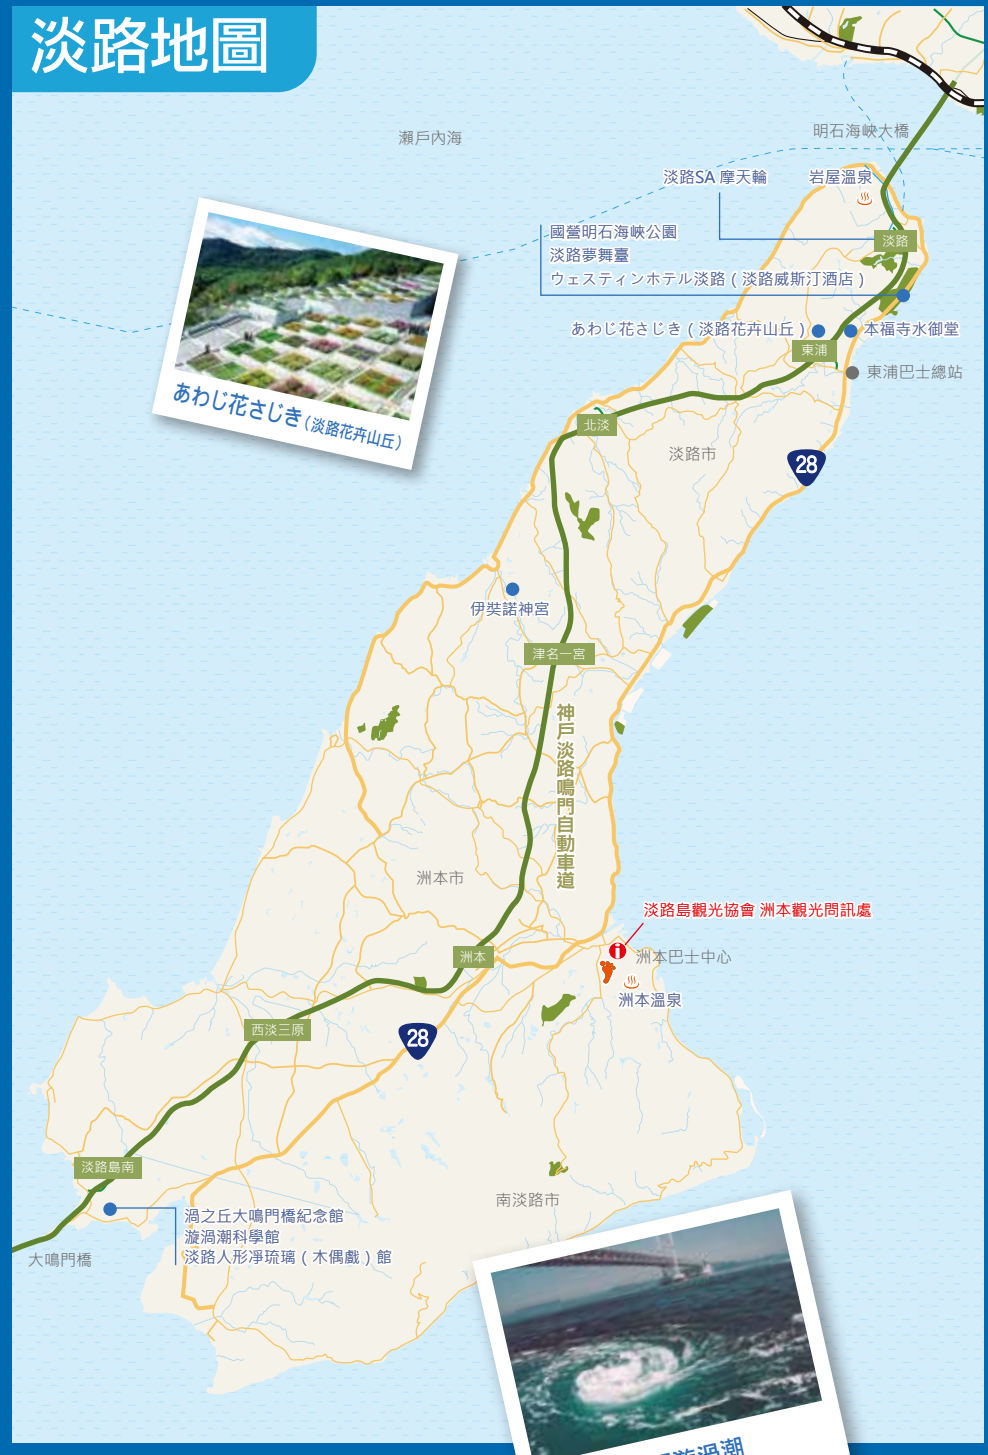 淡路地圖
瀨戶內海
明石海峽大橋
淡路SA 摩天輪
岩屋溫泉
國營明石海峽公園
淡路夢舞臺
ウェスティンホテル淡路（淡路威斯汀酒店）
淡路
あわじ花さじき（淡路花卉山丘）
本福寺水御堂
東浦
東浦巴士總站
あわじ花さじき（淡路花卉山丘）
北淡
淡路市
28
伊奘諾神宮
津名一宮
神戶淡路鳴門自動車道
洲本市
淡路島觀光協會 洲本觀光問訊處
洲本
洲本巴士中心
洲本溫泉
西淡三原
28
淡路島南
南淡路市
渦之丘大鳴門橋紀念館
漩渦潮科學館
淡路人形凈琉璃（木偶戲）館
大鳴門橋
渦潮